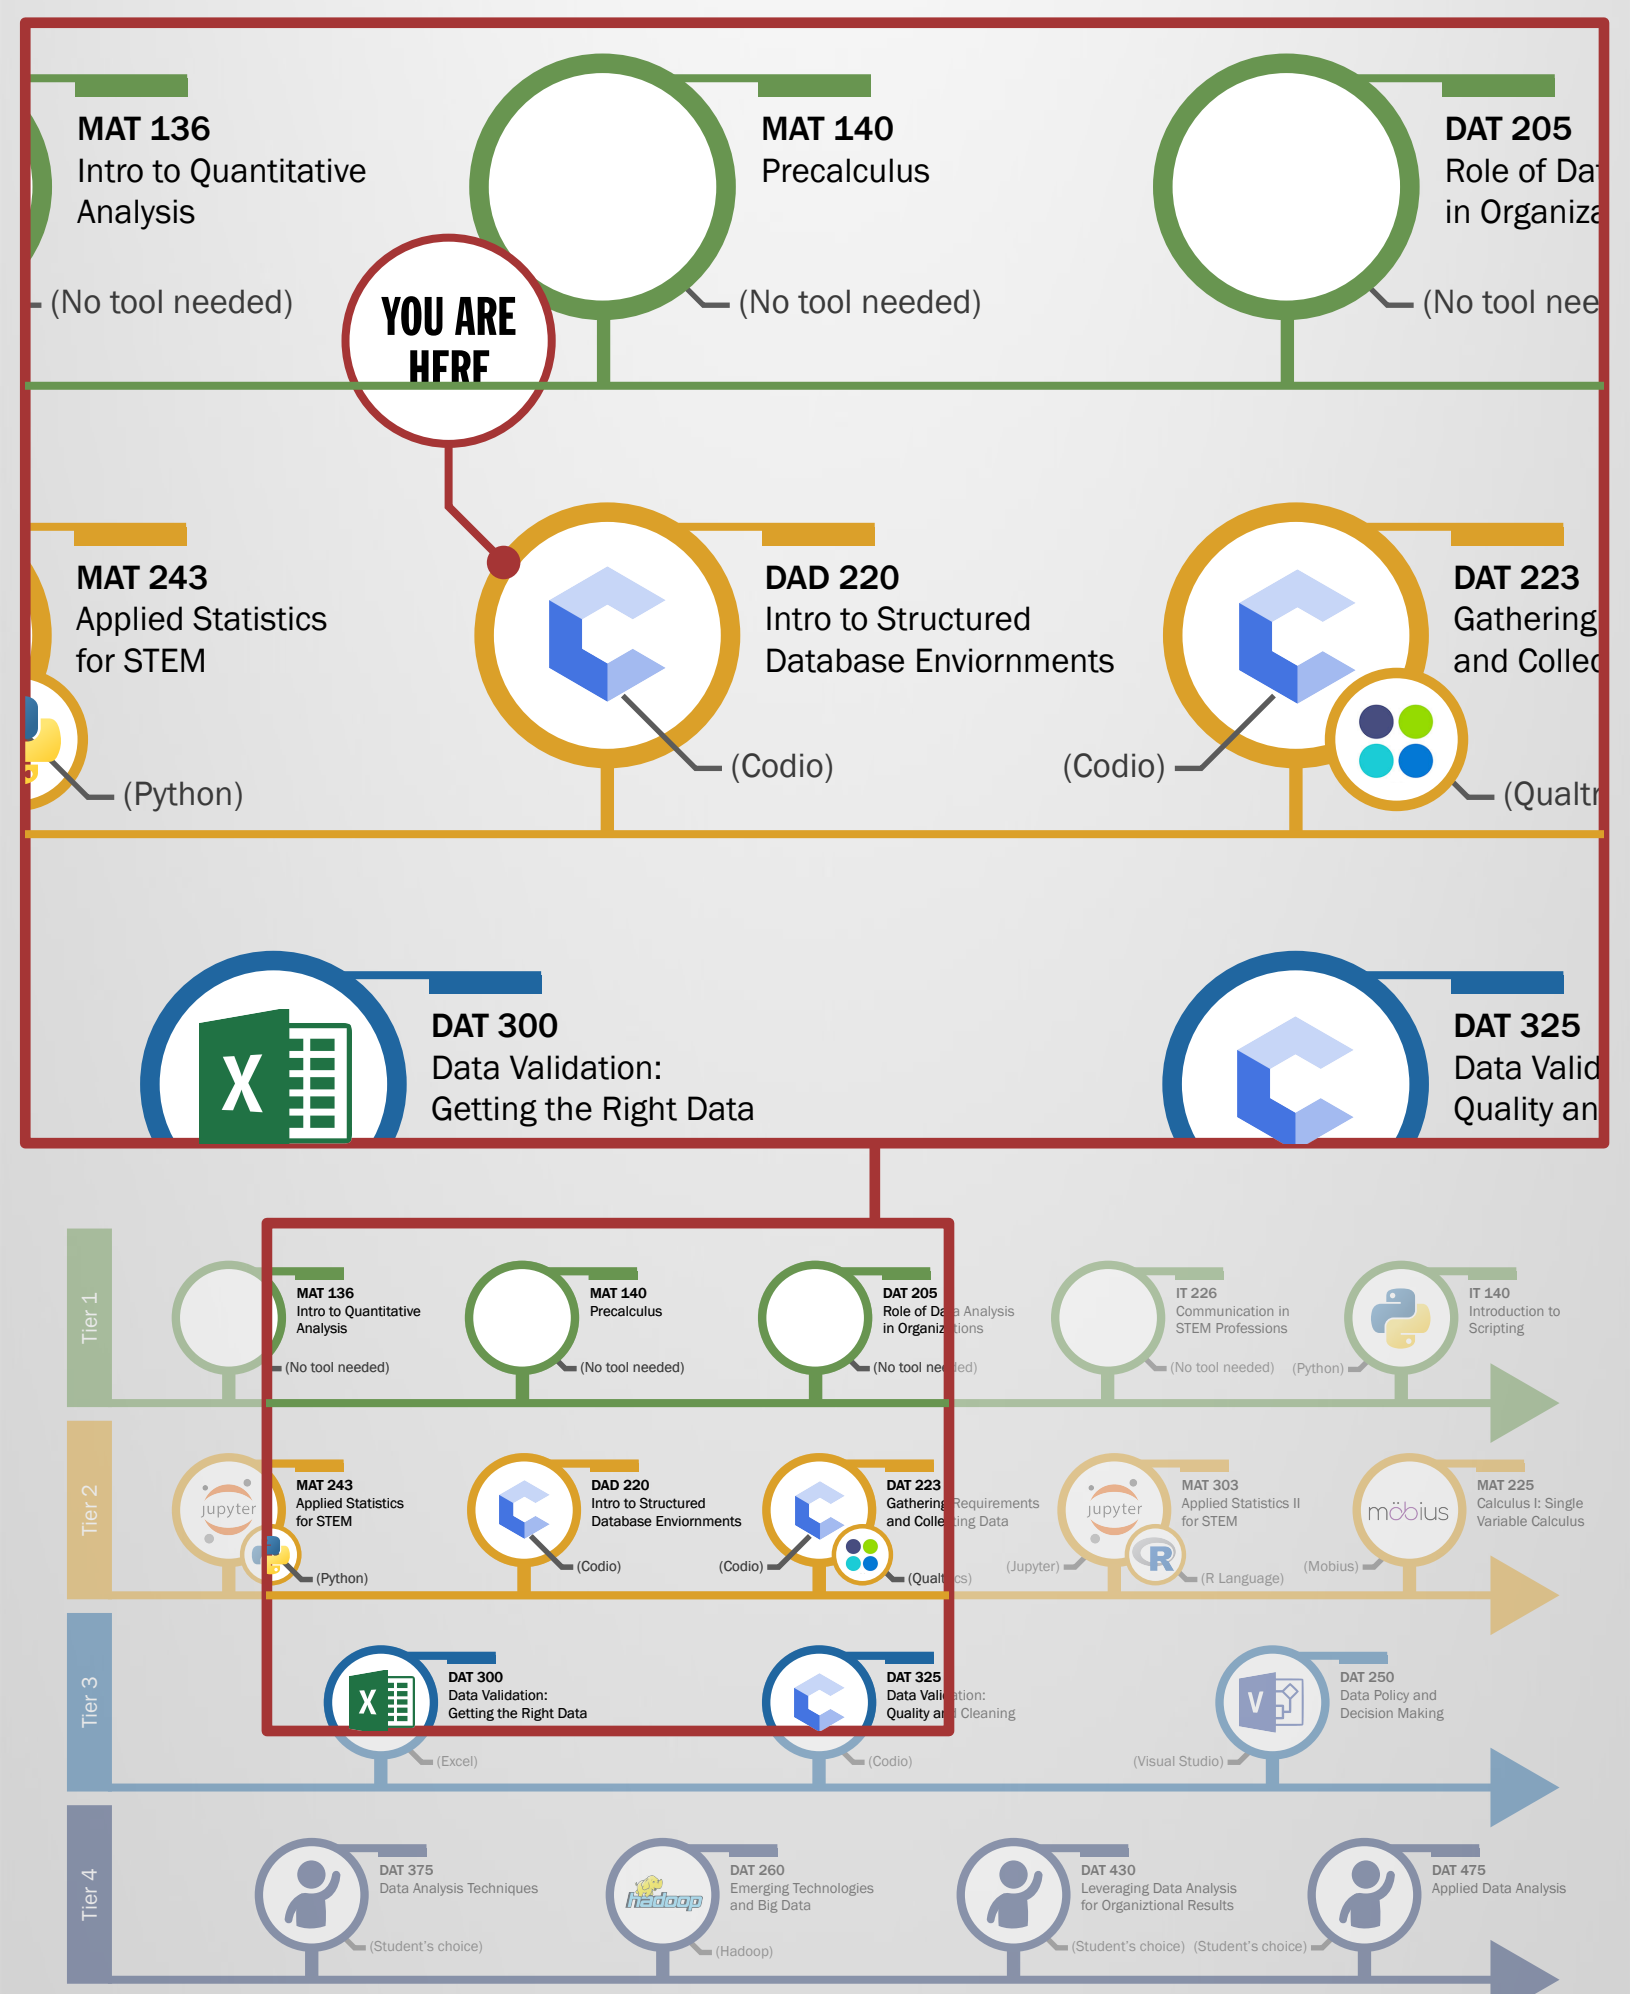 MAT 136
Intro to Quantitative
Analysis
(No tool needed)
MAT 140
Precalculus
(No tool needed)
DAT 205
Role of Dat
in Organiza
(No tool nee
YOU ARE
HERE
MAT 243
Applied Statistics
for STEM
(Python)
DAD 220
Intro to Structured
Database Enviornments
(Codio)
DAT 223
Gathering
and Collec
(Codio)
(Qualtr
X
DAT 300
Data Validation:
Getting the Right Data
DAT 325
Data Valid
Quality an
Tier 1
MAT 136
Intro to Quantitative
Analysis
(No tool needed)
MAT 140
Precalculus
(No tool needed)
DAT 205
Role of Data Analysis
in Organizations
(No tool needed)
IT 226
Communication in
STEM Professions
(No tool needed)
IT 140
Introduction to
Scripting
(Python)
Tier 2
jupyter
MAT 243
Applied Statistics
for STEM
(Python)
DAD 220
Intro to Structured
Database Enviornments
(Codio)
DAT 223
Gathering Requirements
and Collecting Data
(Codio)
(Qualtrics)
jupyter
MAT 303
Applied Statistics II
for STEM
(Jupyter)
R
(R Language)
möbius
MAT 225
Calculus I: Single
Variable Calculus
(Mobius)
Tier 3
X
DAT 300
Data Validation:
Getting the Right Data
(Excel)
DAT 325
Data Validation:
Quality and Cleaning
(Codio)
V
DAT 250
Data Policy and
Decision Making
(Visual Studio)
Tier 4
DAT 375
Data Analysis Techniques
(Student's choice)
hadoop
DAT 260
Emerging Technologies
and Big Data
(Hadoop)
DAT 430
Leveraging Data Analysis
for Organiztional Results
(Student's choice)
DAT 475
Applied Data Analysis
(Student's choice)